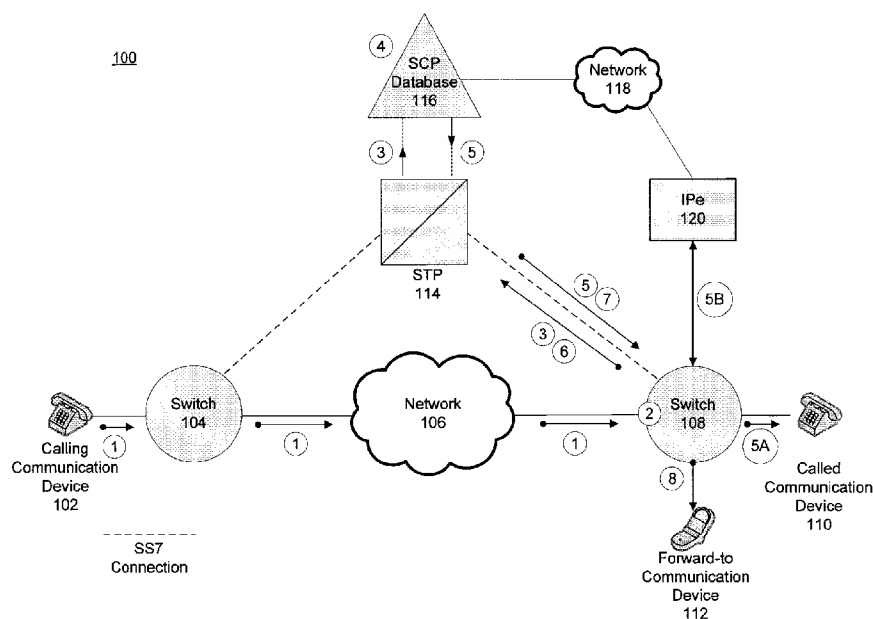 100
4
SCP
Database
116
Network
118
3
5
IPe
120
STP
114
5
7
5B
3
6
Switch
104
Network
106
2
Switch
108
1
1
1
5A
Calling
Communication
Device
102
8
Called
Communication
Device
110
SS7
Connection
Forward-to
Communication
Device
112